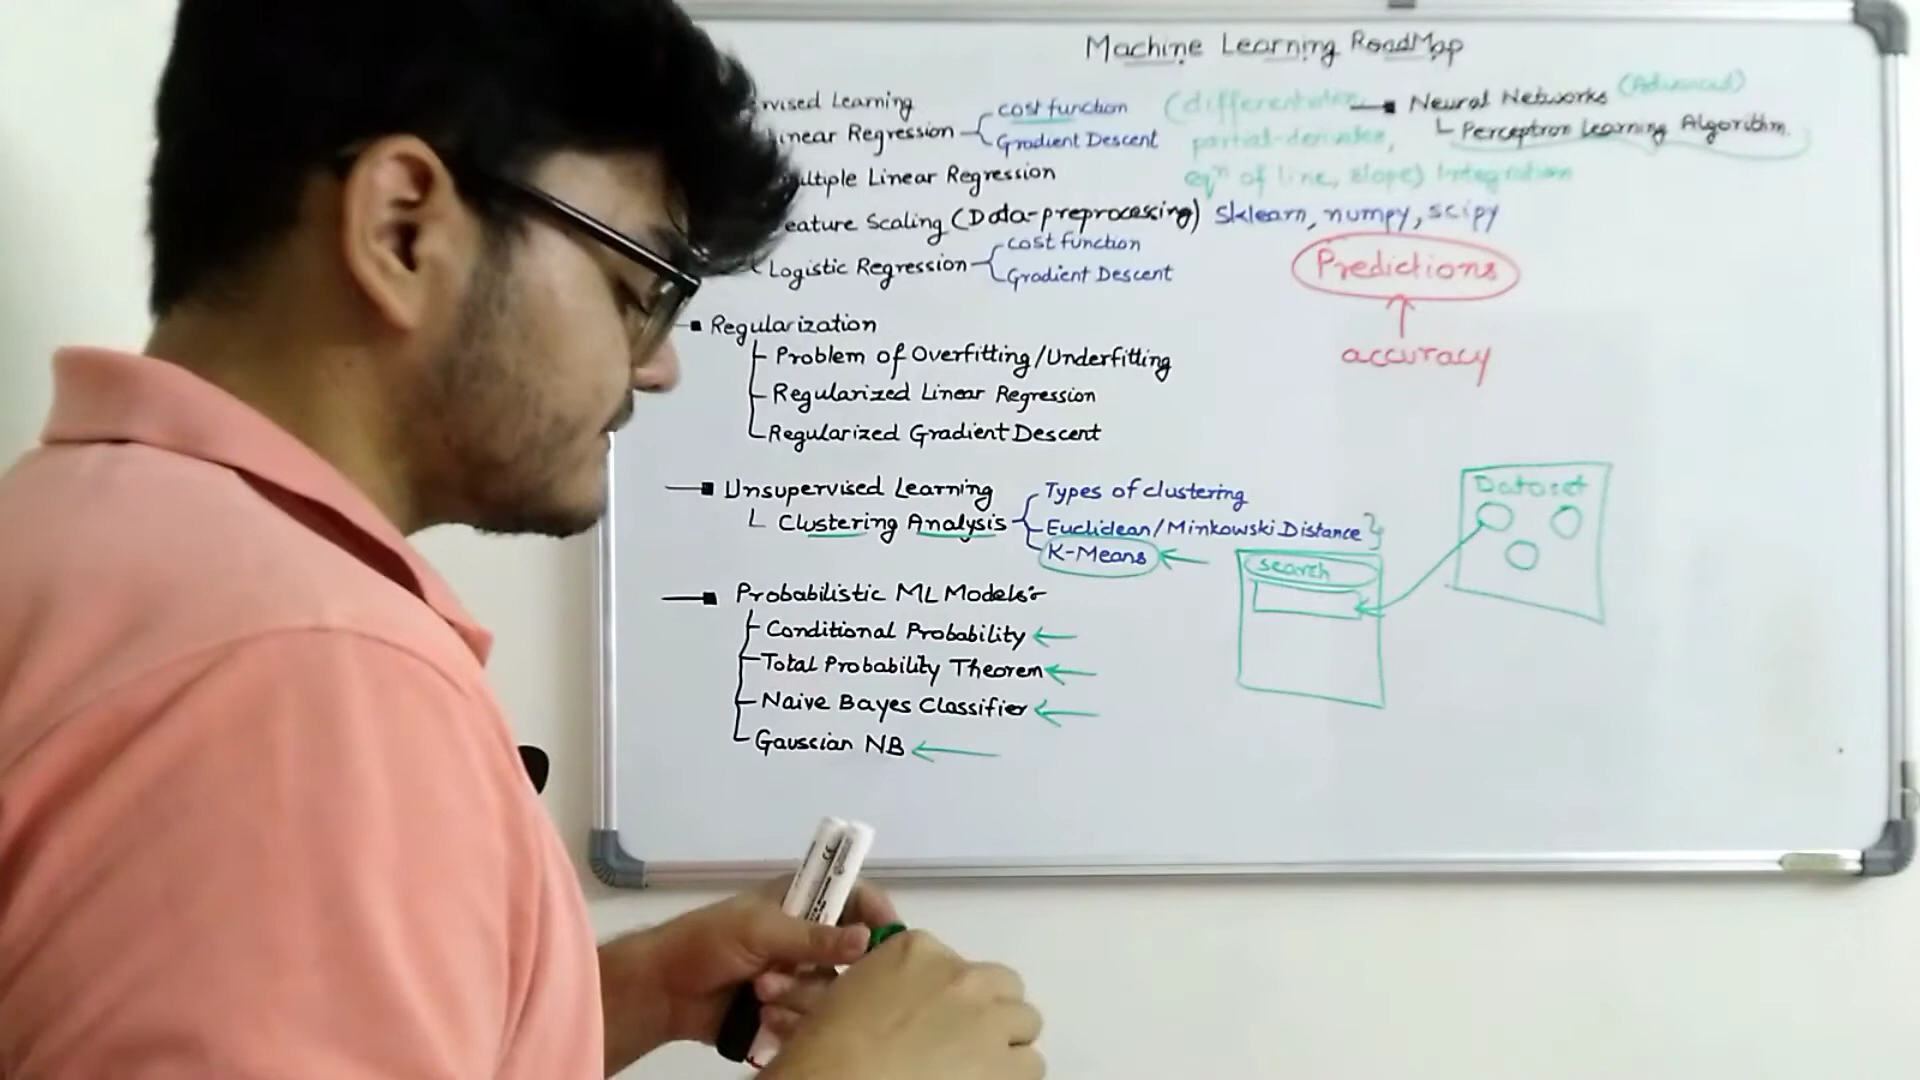 Machine Learning RoadMap
vised Learning
inear Regression
cost function
Gradient Descent
(differentiation
partial-derivative,
eqⁿ of line, slope) Integration
ultiple Linear Regression
eature Scaling (Data-preprocessing) Sklearn, numpy, scipy
Logistic Regression
cost function
Gradient Descent
Neural Networks (Advanced)
Perceptron Learning Algorithm.
Predictions
accuracy
Regularization
Problem of Overfitting/Underfitting
Regularized Linear Regression
Regularized Gradient Descent
Unsupervised Learning
Clustering Analysis
Types of clustering
Euclidean/Minkowski Distance
K-Means
Dataset
search
Probabilistic ML Models:-
Conditional Probability
Total Probability Theorem
Naive Bayes Classifier
Gaussian NB